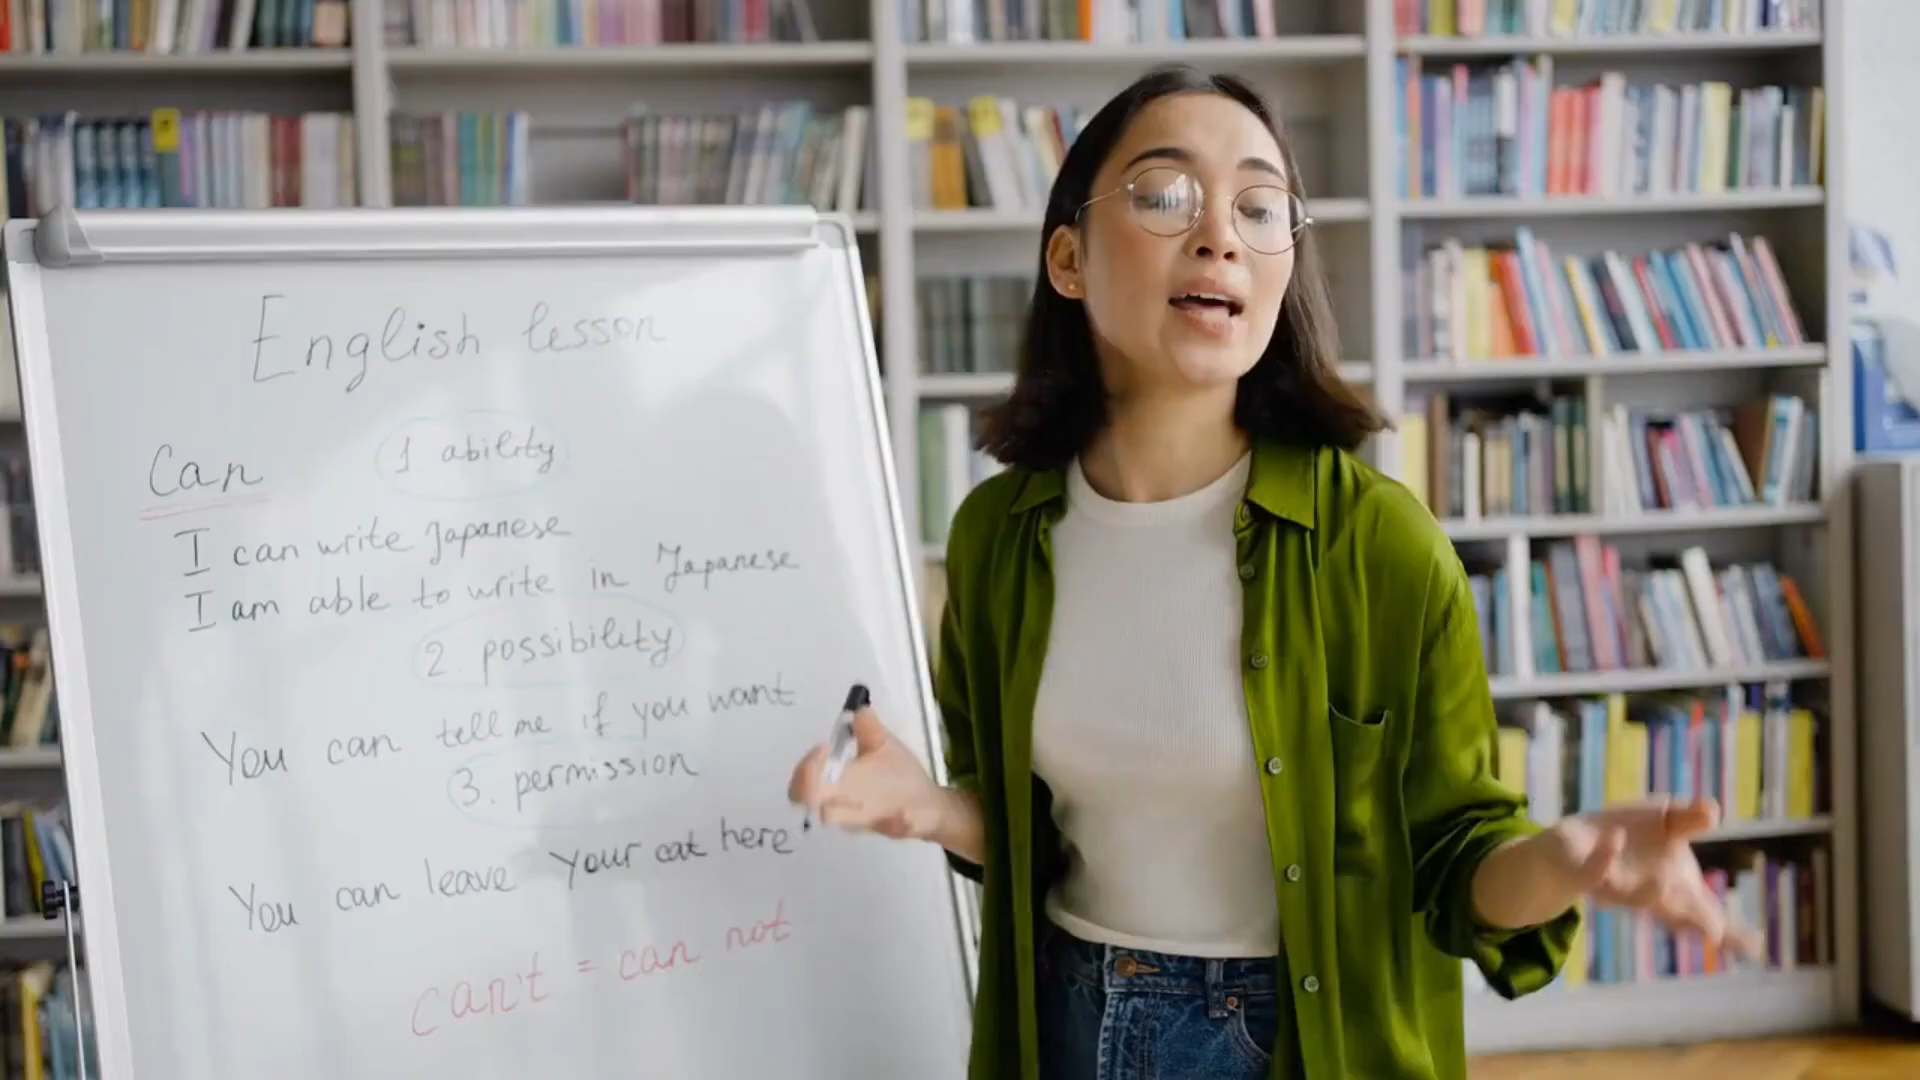 English lesson
Can 1 ability
I can write Japanese
I am able to write in Japanese
2. possibility
You can tell me if you want
3. permission
You can leave your cat here
can't = can not